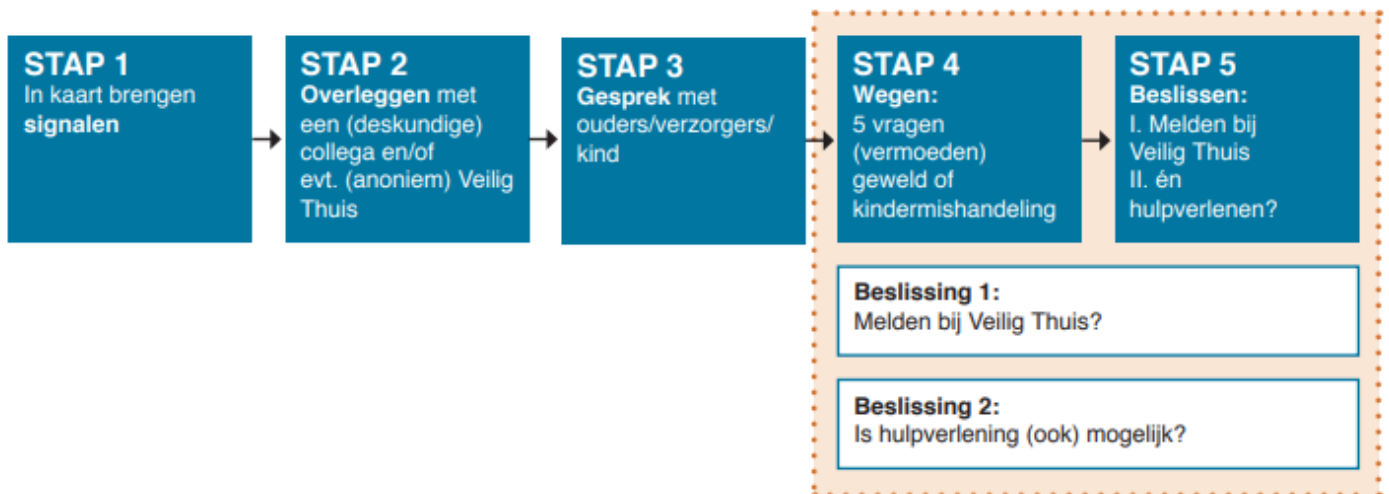 STAP 1
In kaart brengen
signalen
STAP 2
Overleggen met
een (deskundige)
collega en/of
evt. (anoniem) Veilig
Thuis
STAP 3
Gesprek met
ouders/verzorgers/
kind
STAP 4
Wegen:
5 vragen
(vermoeden)
geweld of
kindermishandeling
STAP 5
Beslissen:
I. Melden bij
Veilig Thuis
II. én
hulpverlenen?
Beslissing 1:
Melden bij Veilig Thuis?
Beslissing 2:
Is hulpverlening (ook) mogelijk?